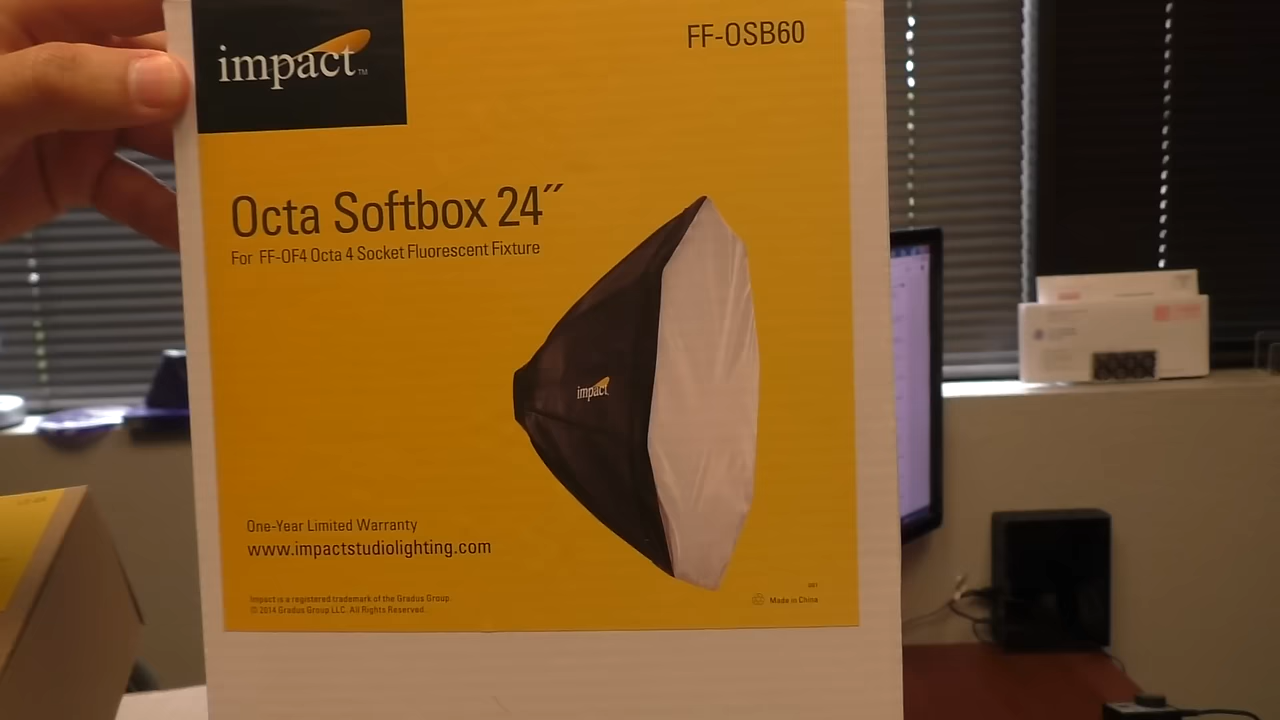 impact™
FF-OSB60
Octa Softbox 24″
For FF-OF4 Octa 4 Socket Fluorescent Fixture
impact
One-Year Limited Warranty
www.impactstudiolighting.com
Impact is a registered trademark of the Gradus Group.
© 2014 Gradus Group LLC. All Rights Reserved.
Made in China